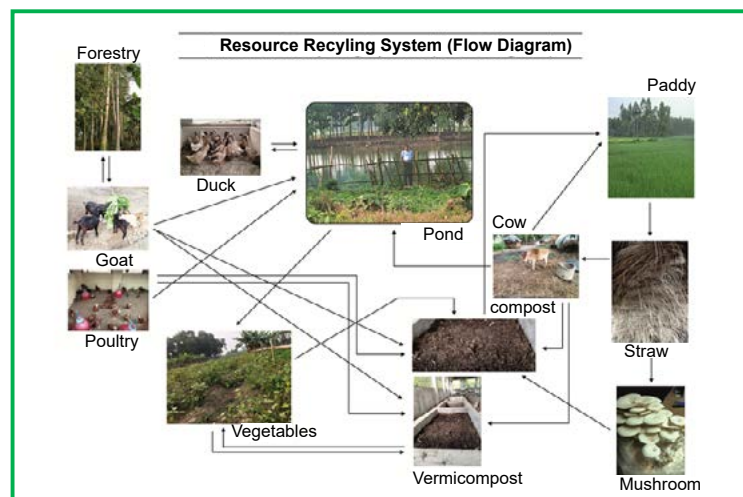 Resource Recyling System (Flow Diagram)
Forestry
Paddy
Duck
Pond
Cow
Goat
compost
Poultry
Straw
Vegetables
Vermicompost
Mushroom